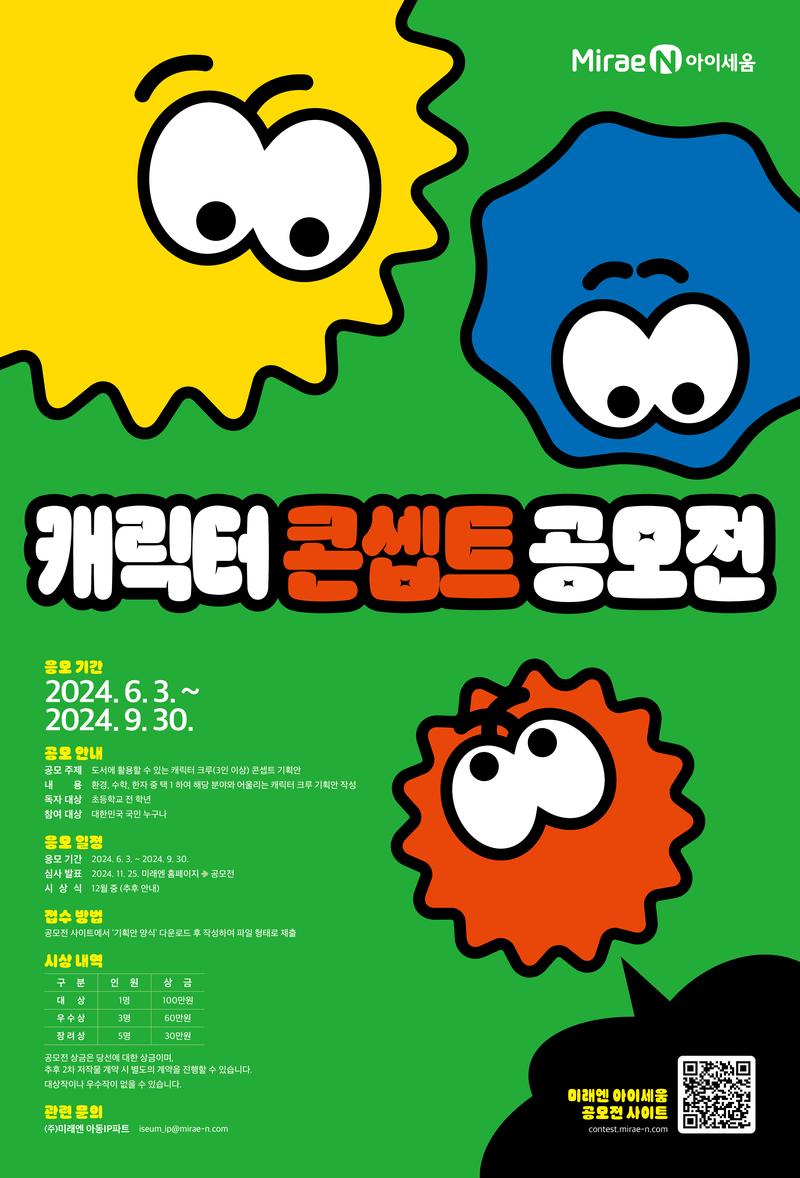 Mirae N 아이세움
캐릭터 콘셉트 공모전
응모 기간
2024. 6. 3. ~
2024. 9. 30.
공모 안내
공모 주제 도서에 활용할 수 있는 캐릭터 크루(3인 이상) 콘셉트 기획안
내 용 환경, 수학, 한자 중 택 1 하여 해당 분야와 어울리는 캐릭터 크루 기획안 작성
독자 대상 초등학교 전 학년
참여 대상 대한민국 국민 누구나
응모 일정
응모 기간 2024. 6. 3. ~ 2024. 9. 30.
심사 발표 2024. 11. 25. 미래엔 홈페이지 → 공모전
시 상 식 12월 중 (추후 안내)
접수 방법
공모전 사이트에서 '기획안 양식' 다운로드 후 작성하여 파일 형태로 제출
시상 내역
구 분 인 원 상 금
대 상 1명 100만원
우수상 3명 60만원
장려상 5명 30만원
공모전 상금은 당선에 대한 상금이며,
추후 2차 저작물 계약 시 별도의 계약을 진행할 수 있습니다.
대상작이나 우수작이 없을 수 있습니다.
관련 문의
(주)미래엔 아동IP파트 iseum_ip@mirae-n.com
미래엔 아이세움
공모전 사이트
contest.mirae-n.com